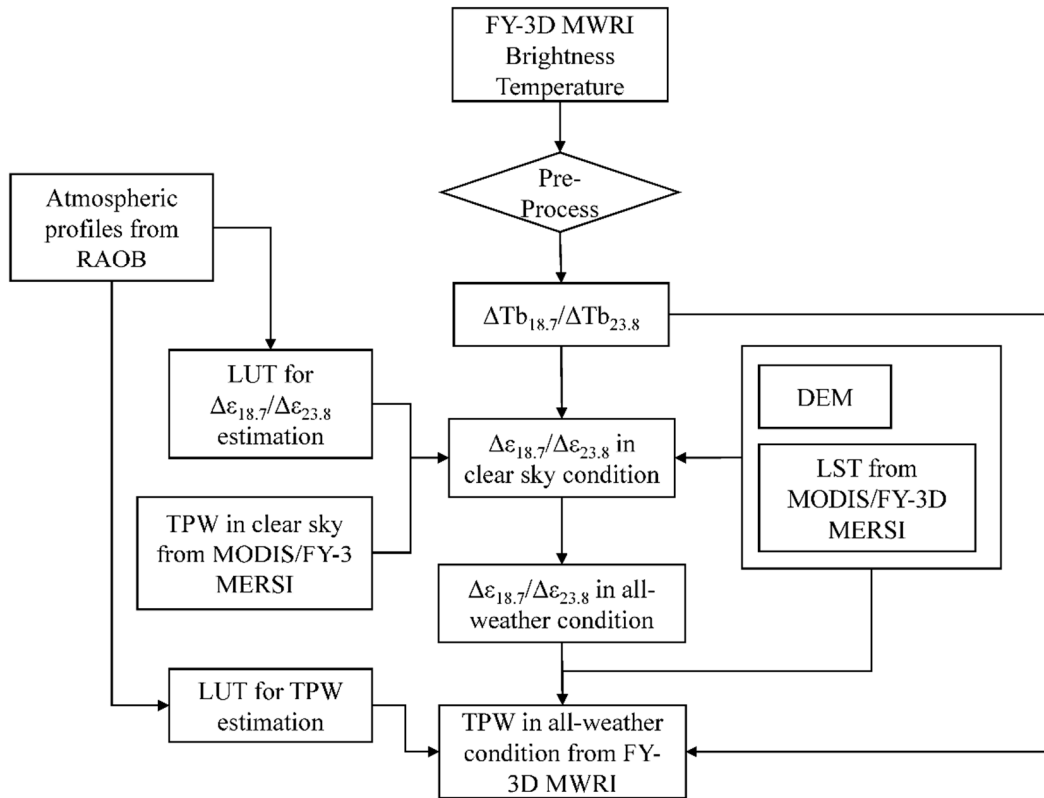 FY-3D MWRI
Brightness
Temperature
Pre-
Process
Atmospheric
profiles from
RAOB
ΔTb₁₈.₇/ΔTb₂₃.₈
LUT for
Δε₁₈.₇/Δε₂₃.₈
estimation
DEM
Δε₁₈.₇/Δε₂₃.₈ in
clear sky condition
LST from
MODIS/FY-3D
MERSI
TPW in clear sky
from MODIS/FY-3
MERSI
Δε₁₈.₇/Δε₂₃.₈ in all-
weather condition
LUT for TPW
estimation
TPW in all-weather
condition from FY-
3D MWRI